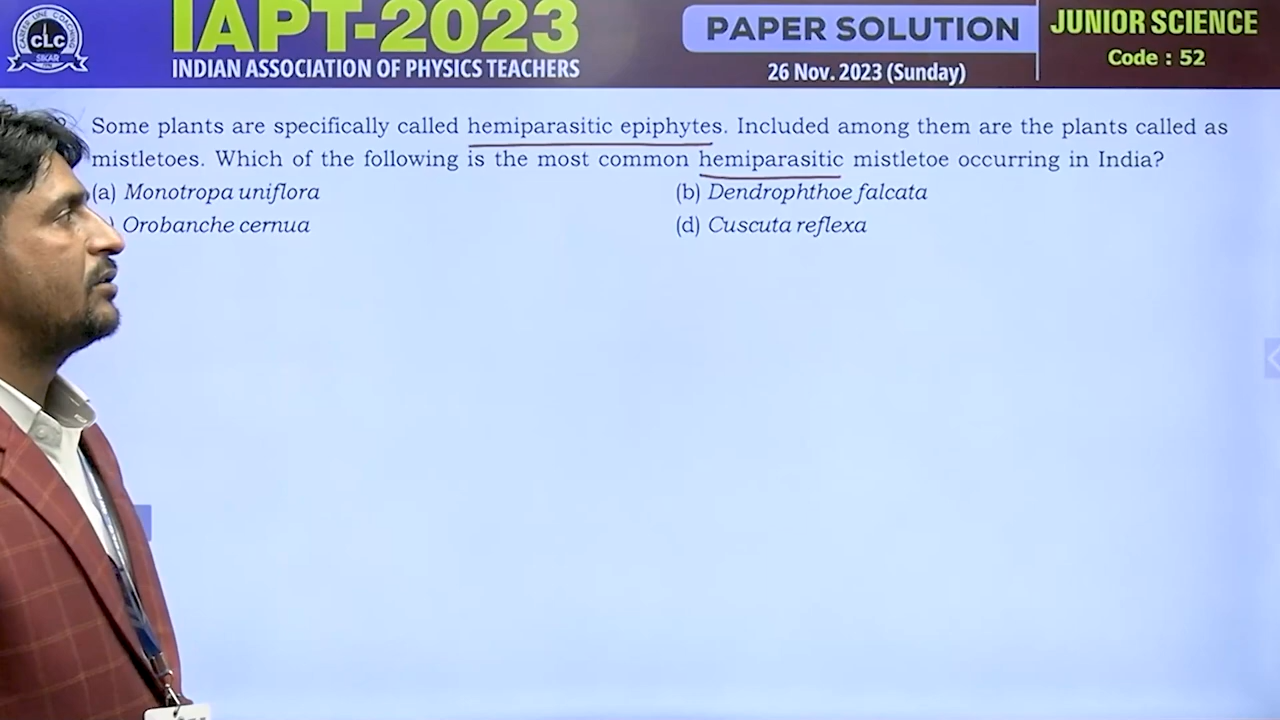 IAPT-2023
INDIAN ASSOCIATION OF PHYSICS TEACHERS
CLC
SIKAR
PAPER SOLUTION
26 Nov. 2023 (Sunday)
JUNIOR SCIENCE
Code : 52
Some plants are specifically called hemiparasitic epiphytes. Included among them are the plants called as
mistletoes. Which of the following is the most common hemiparasitic mistletoe occurring in India?
(a) Monotropa uniflora
(b) Dendrophthoe falcata
) Orobanche cernua
(d) Cuscuta reflexa